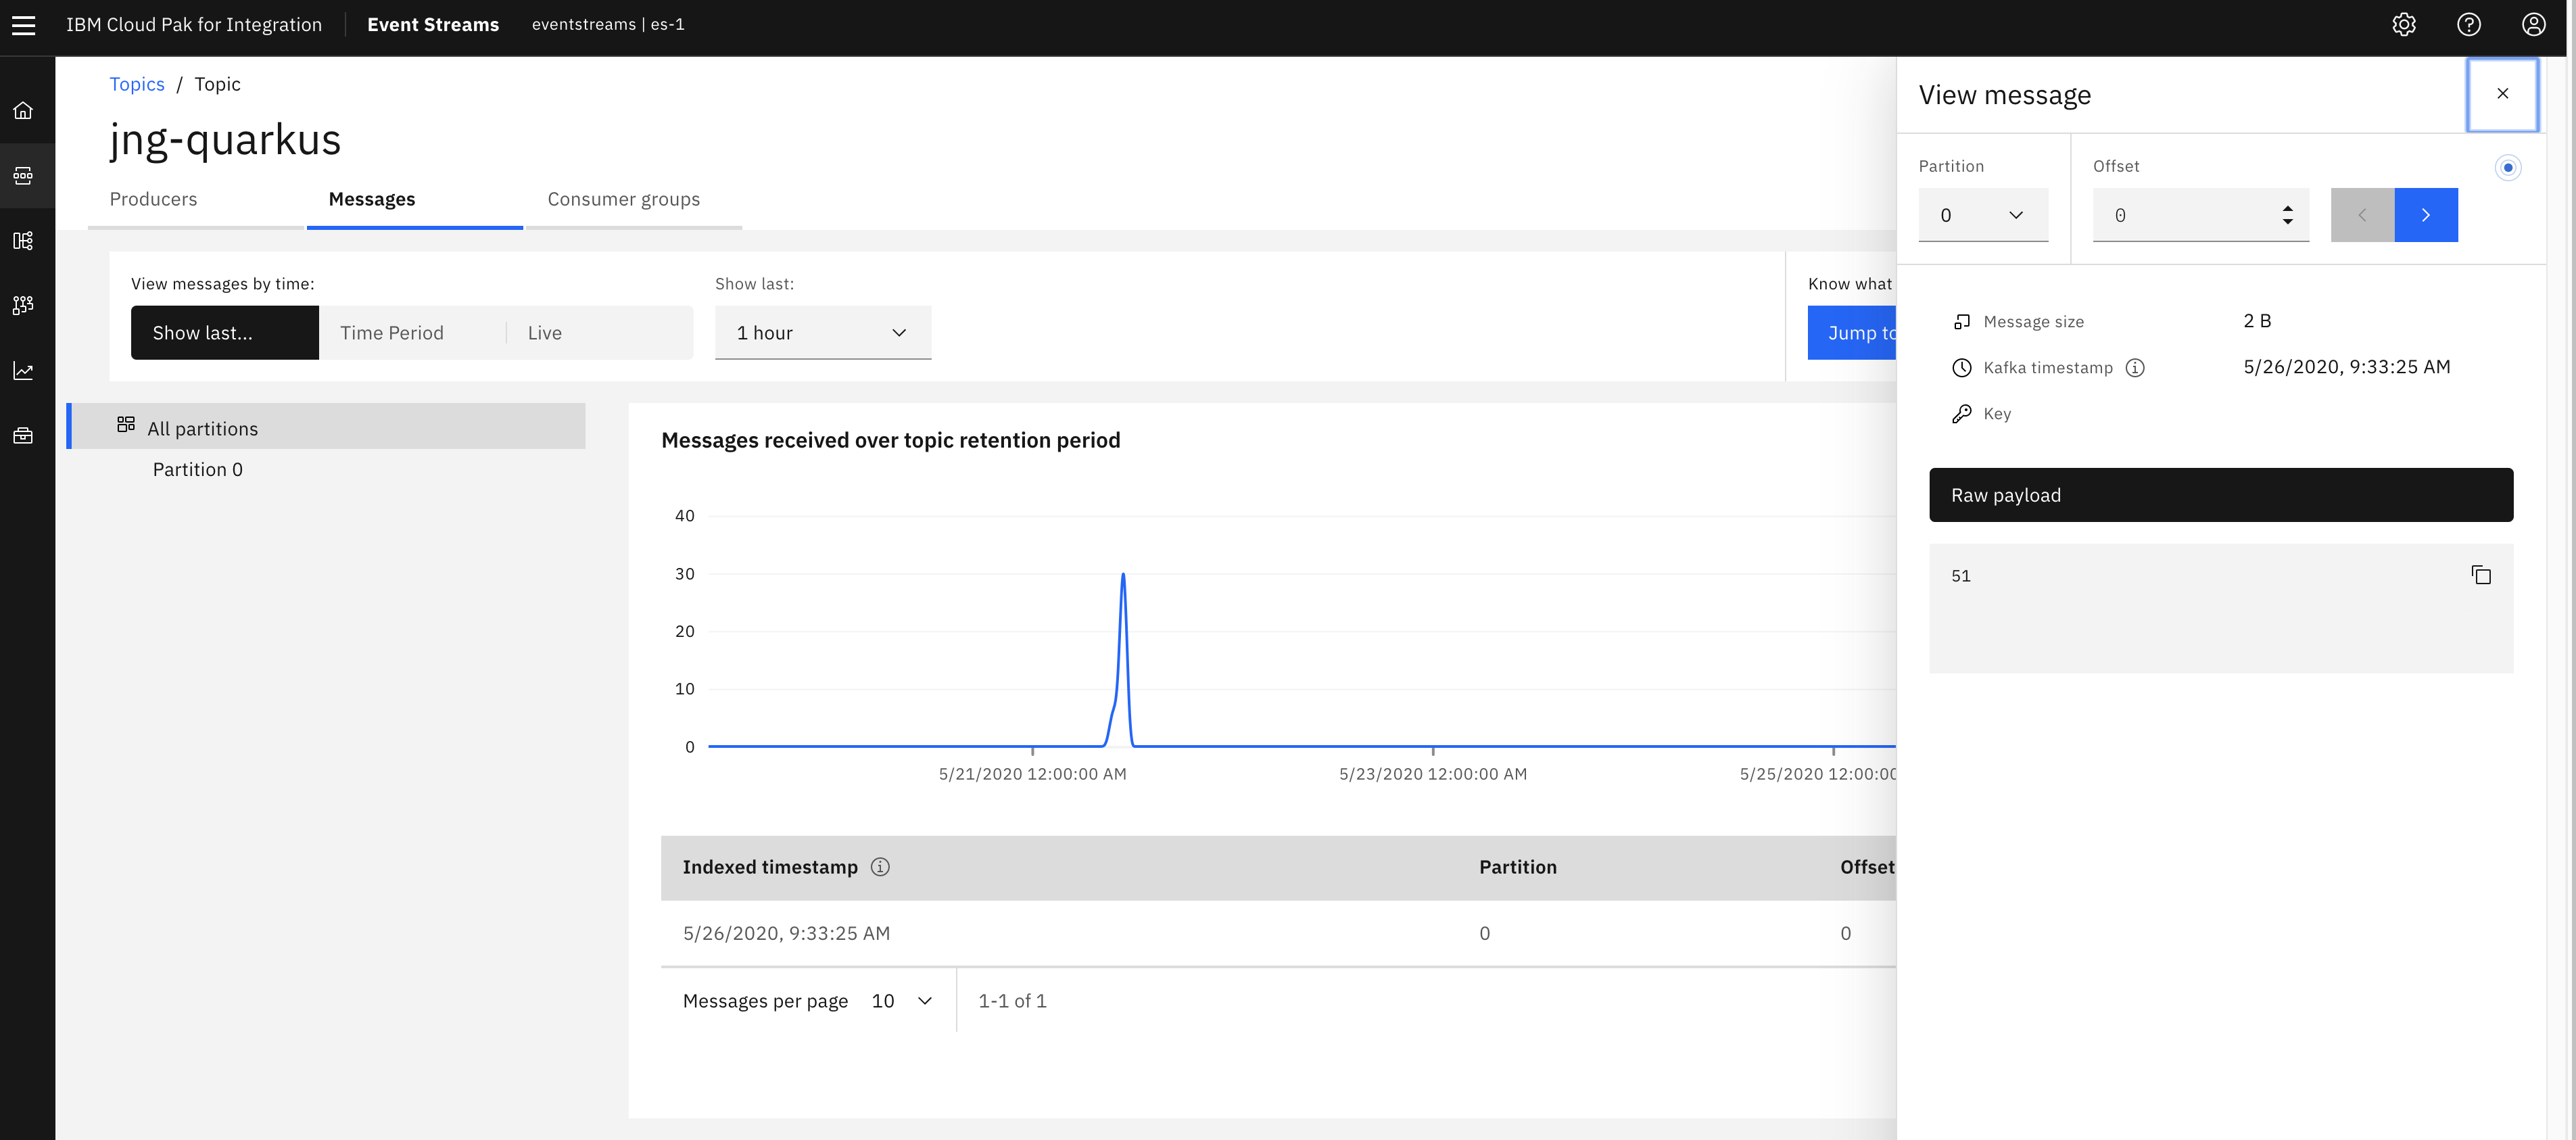 IBM Cloud Pak for Integration Event Streams eventstreams | es-1
Topics / Topic
jng-quarkus
Producers Messages Consumer groups
View messages by time:
Show last... Time Period Live
Show last:
1 hour
Know what
Jump to
All partitions
Partition 0
Messages received over topic retention period
40
30
20
10
0
5/21/2020 12:00:00 AM 5/23/2020 12:00:00 AM 5/25/2020 12:00:00
Indexed timestamp Partition Offset
5/26/2020, 9:33:25 AM 0 0
Messages per page 10 1-1 of 1
View message
Partition Offset
0 0
Message size 2 B
Kafka timestamp 5/26/2020, 9:33:25 AM
Key
Raw payload
51